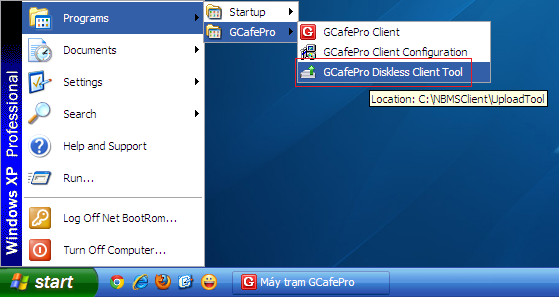 Programs
Documents
Settings
Search
Help and Support
Run...
Log Off Net BootRom...
Turn Off Computer...
Windows XP Professional
Startup
GCafePro
GCafePro Client
GCafePro Client Configuration
GCafePro Diskless Client Tool
Location: C:\NBMSClient\UploadTool
start
Máy trạm GCafePro